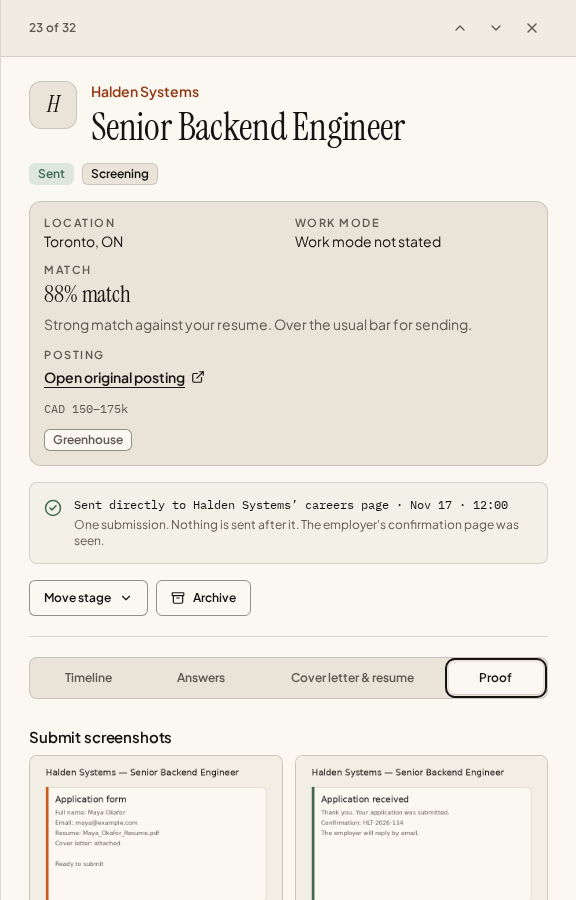 23 of 32
H
Halden Systems
Senior Backend Engineer
Sent
Screening
LOCATION
Toronto, ON
WORK MODE
Work mode not stated
MATCH
88% match
Strong match against your resume. Over the usual bar for sending.
POSTING
Open original posting
CAD 150–175k
Greenhouse
Sent directly to Halden Systems’ careers page · Nov 17 · 12:00
One submission. Nothing is sent after it. The employer's confirmation page was
seen.
Move stage
Archive
Timeline
Answers
Cover letter & resume
Proof
Submit screenshots
Halden Systems — Senior Backend Engineer
Application form
Full name: Maya Okafor
Email: maya@example.com
Resume: Maya_Okafor_Resume.pdf
Cover letter: attached
Ready to submit
Halden Systems — Senior Backend Engineer
Application received
Thank you. Your application was submitted.
Confirmation: HLT-2026-114
The employer will reply by email.